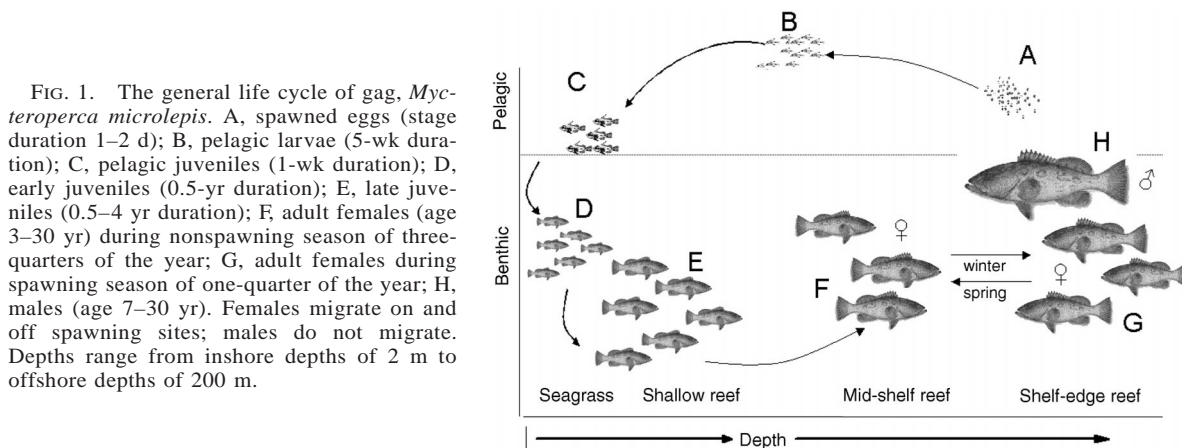 FIG. 1. The general life cycle of gag, Myc-
teroperca microlepis. A, spawned eggs (stage
duration 1–2 d); B, pelagic larvae (5-wk dura-
tion); C, pelagic juveniles (1-wk duration); D,
early juveniles (0.5-yr duration); E, late juve-
niles (0.5–4 yr duration); F, adult females (age
3–30 yr) during nonspawning season of three-
quarters of the year; G, adult females during
spawning season of one-quarter of the year; H,
males (age 7–30 yr). Females migrate on and
off spawning sites; males do not migrate.
Depths range from inshore depths of 2 m to
offshore depths of 200 m.
Pelagic
Benthic
B
A
C
H
♂
D
♀
E
winter
♀
spring
F
G
Seagrass Shallow reef Mid-shelf reef Shelf-edge reef
Depth